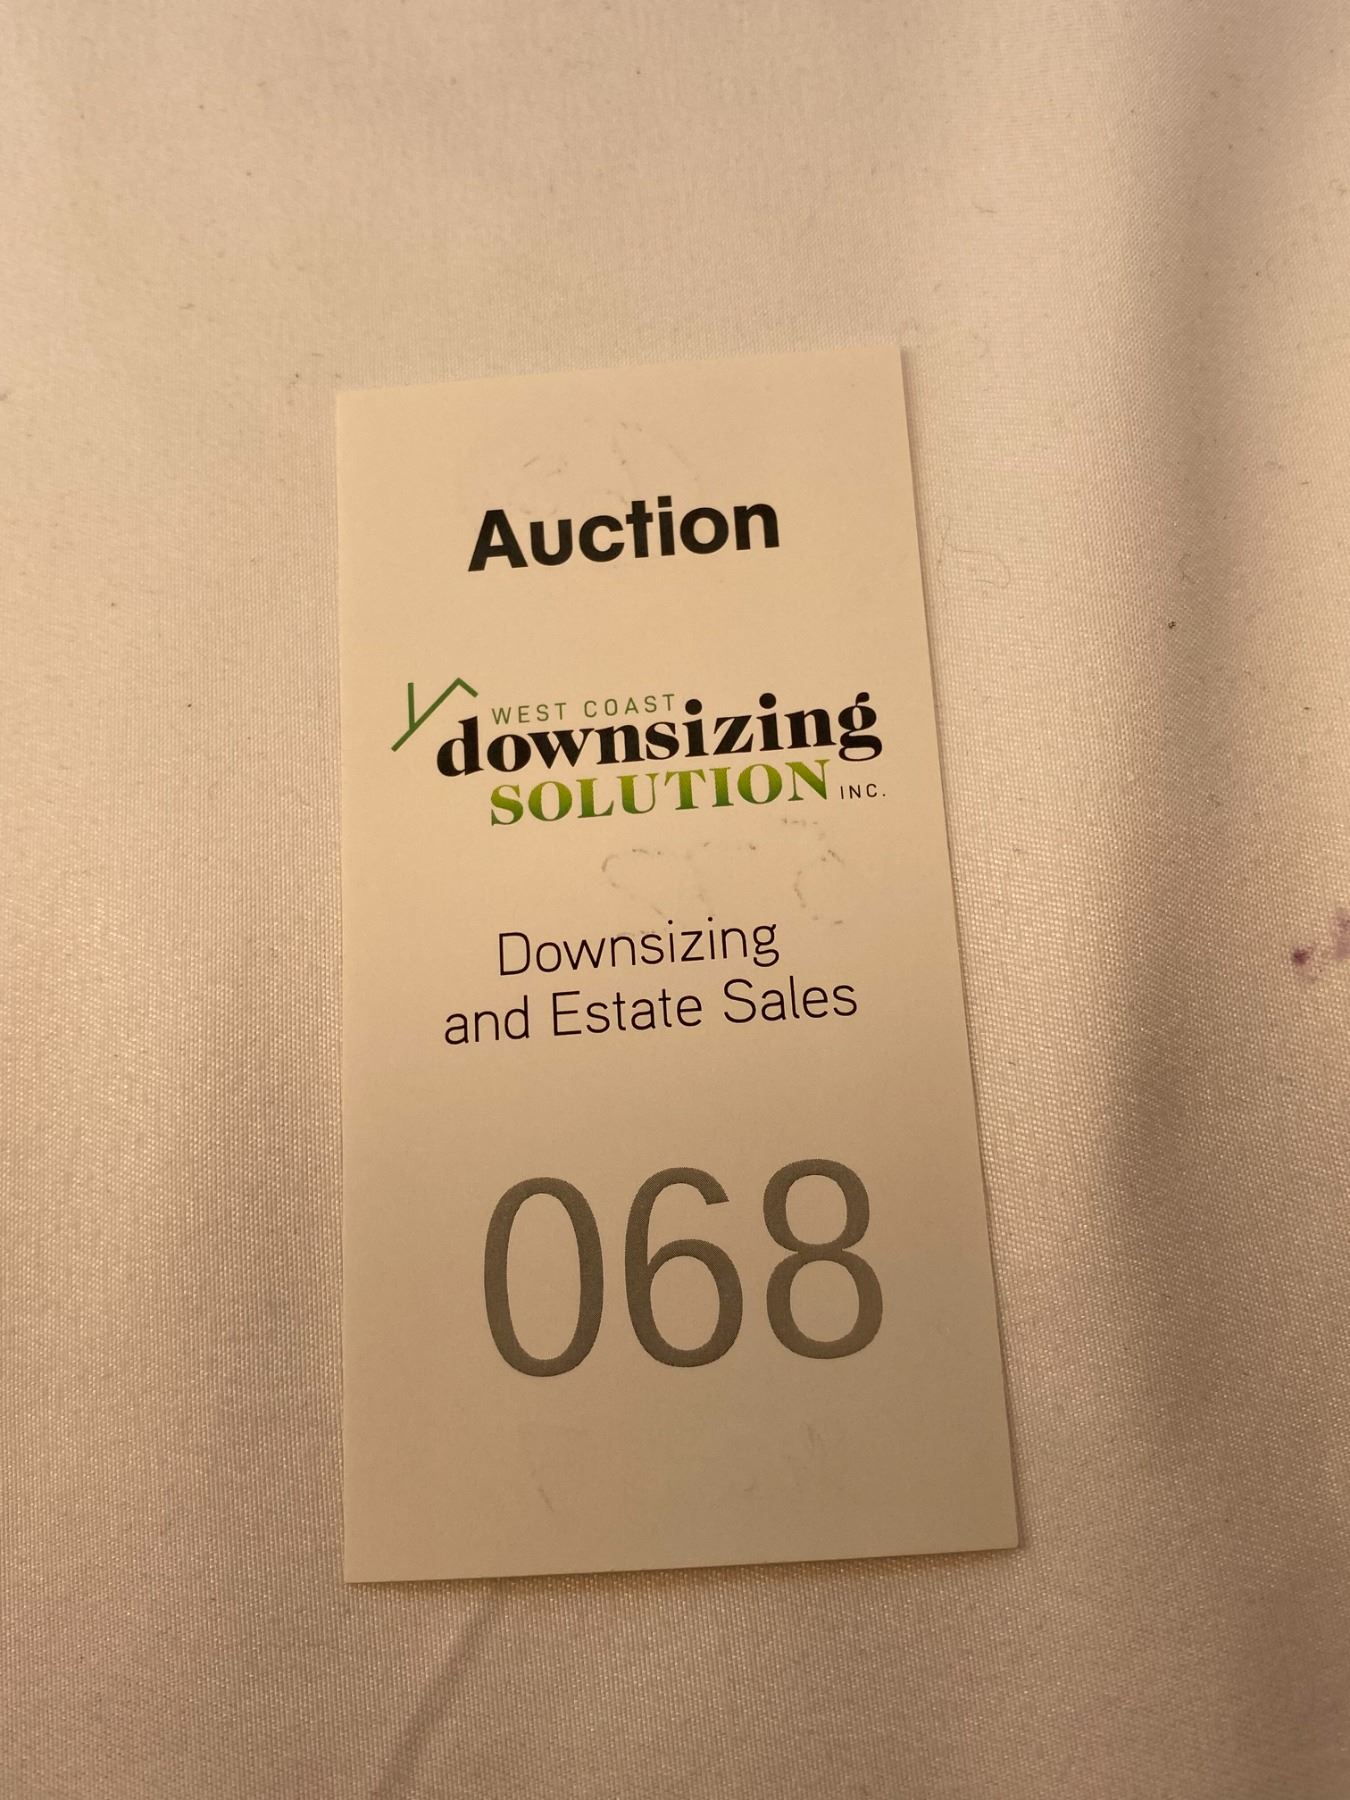 Auction
WEST COAST
downsizing
SOLUTION INC.
Downsizing
and Estate Sales
068